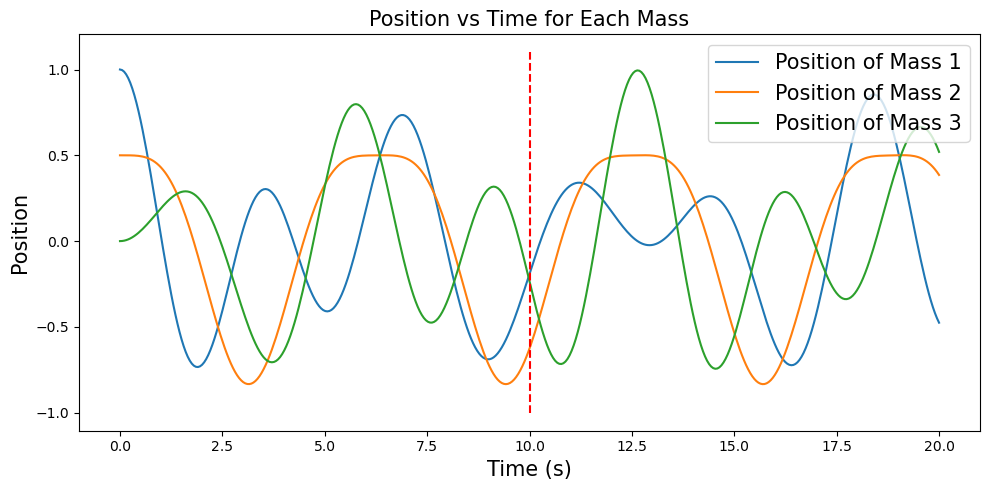 Position vs Time for Each Mass
Position of Mass 1
Position of Mass 2
Position of Mass 3
Position
1.0
0.5
0.0
−0.5
−1.0
0.0 2.5 5.0 7.5 10.0 12.5 15.0 17.5 20.0
Time (s)